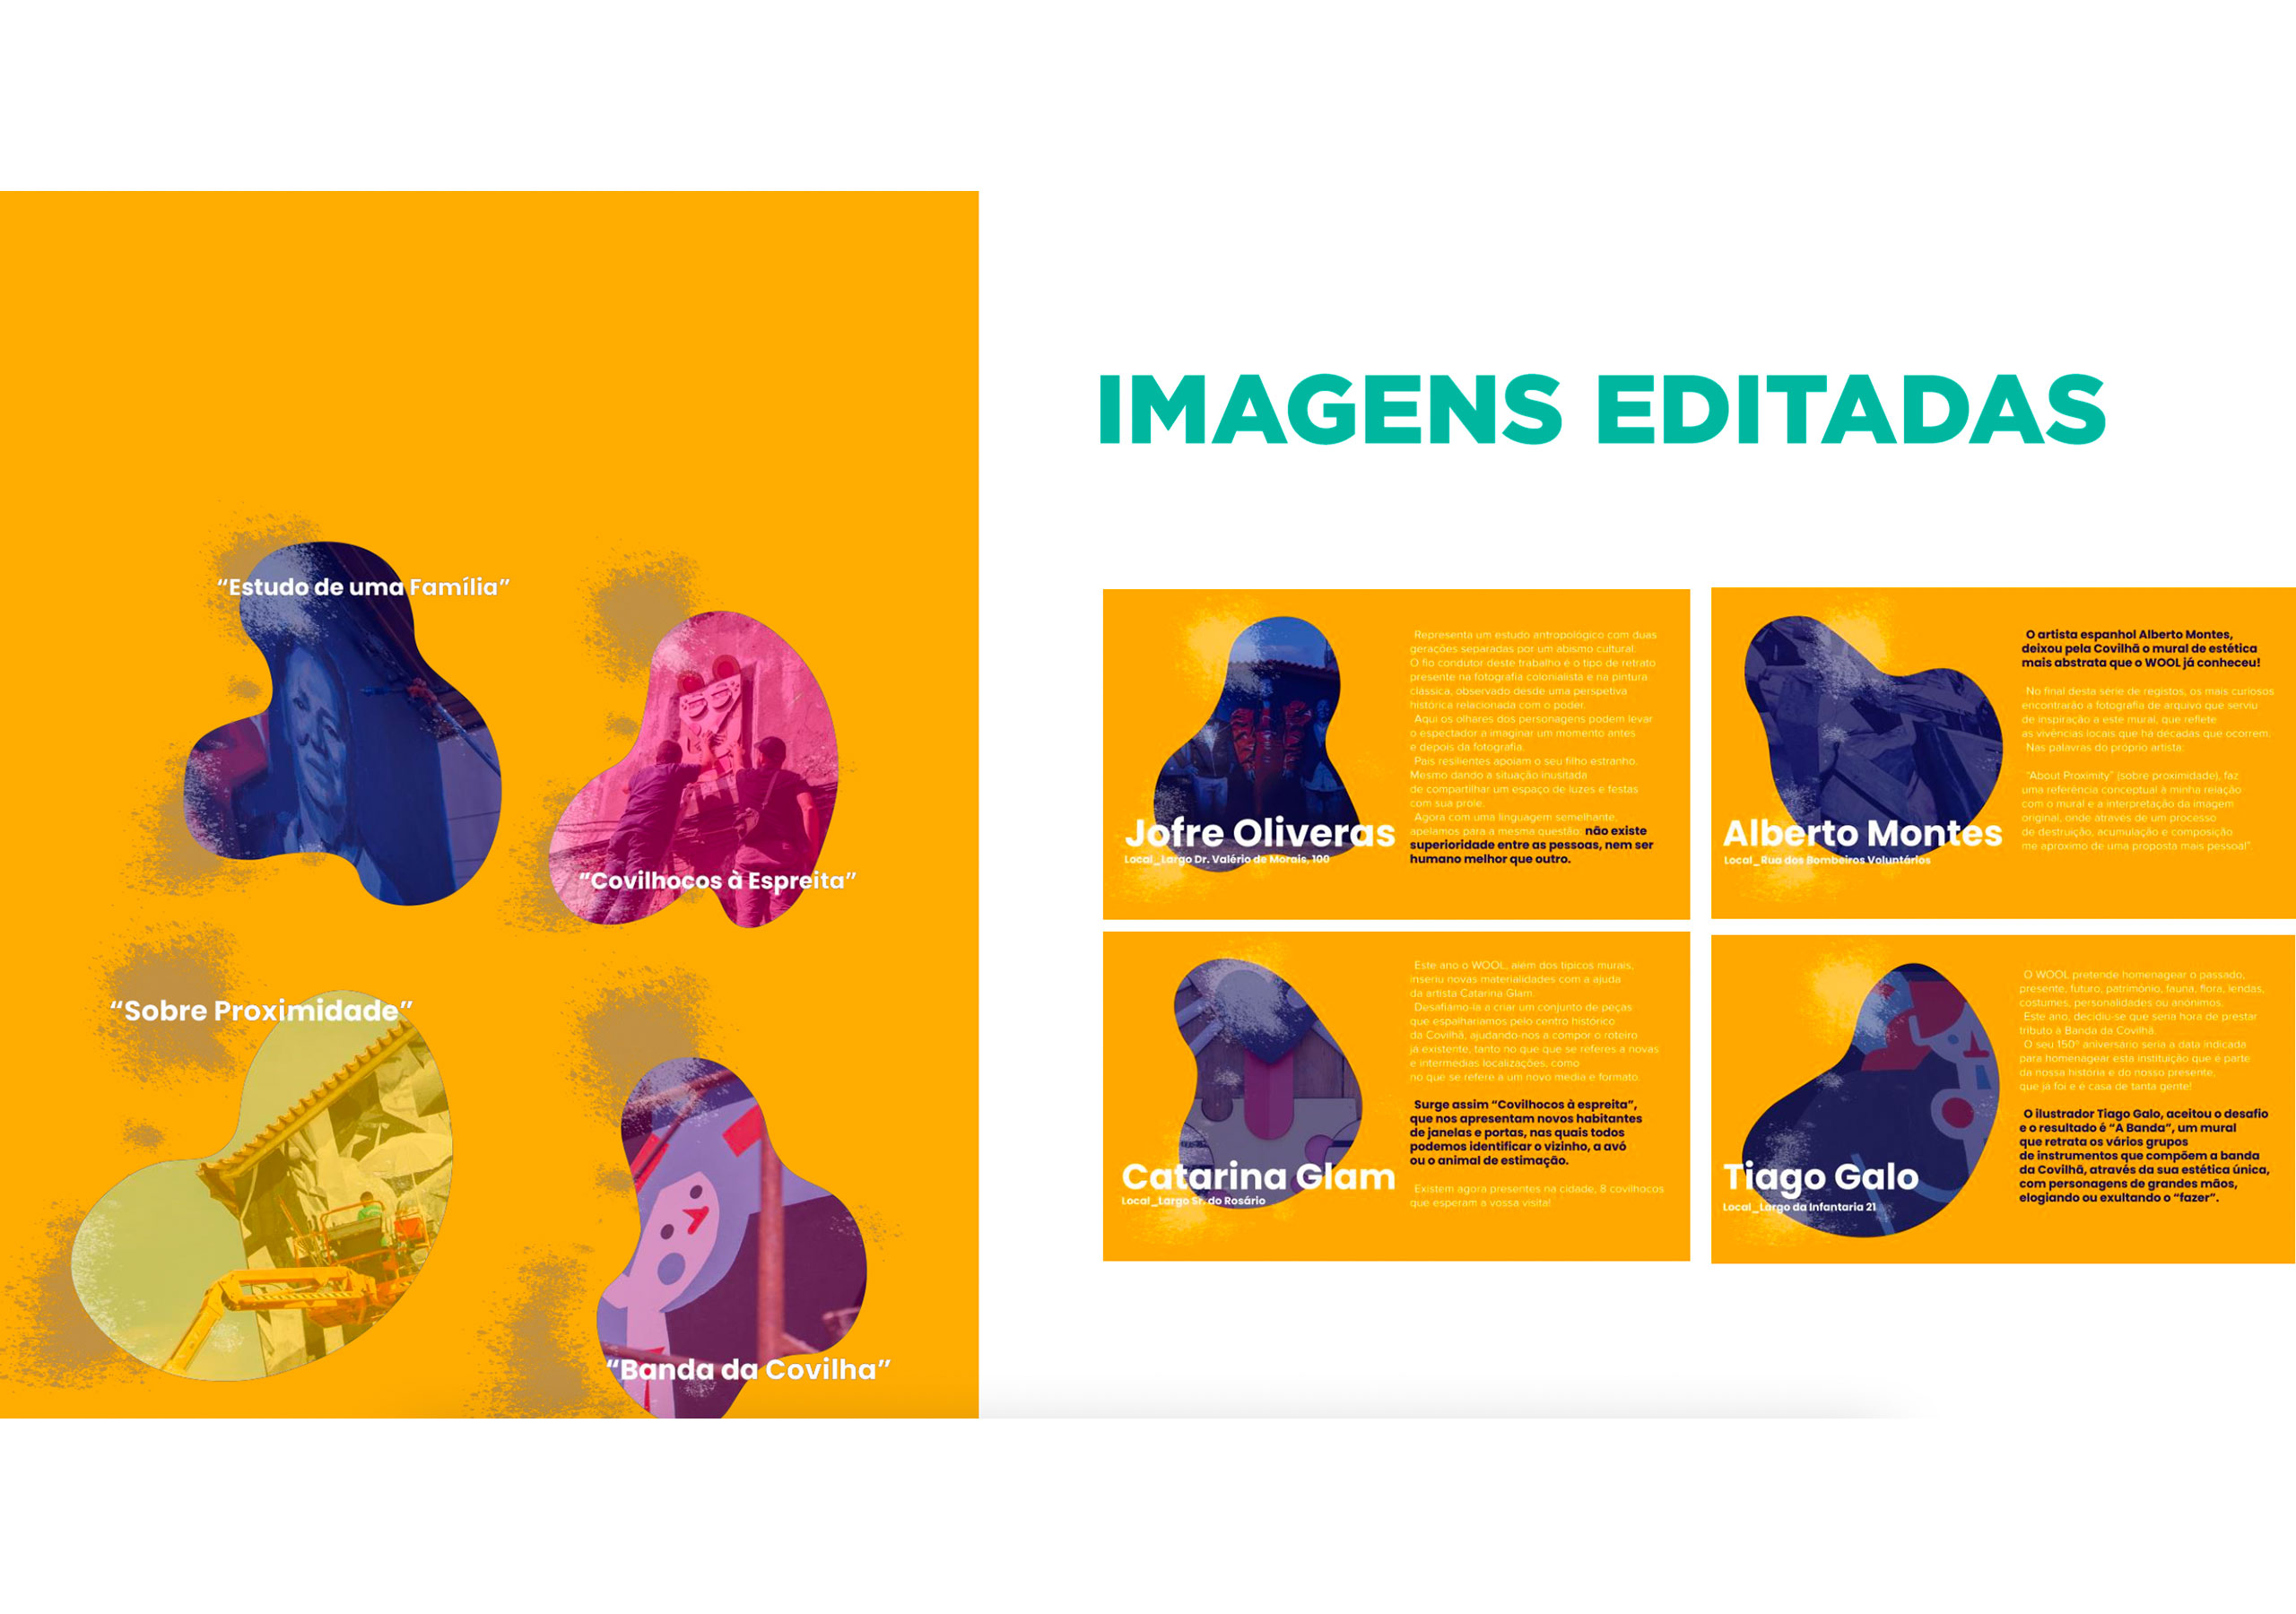 IMAGENS EDITADAS
“Estudo de uma Família”
“Covilhocos à Espreita”
“Sobre Proximidade”
“Banda da Covilha”
Jofre Oliveras
Local_Largo Dr. Valério de Morais, 100
Representa um estudo antropológico com duas
gerações separadas por um abismo cultural.
O fio condutor deste trabalho é o tipo de retrato
presente na fotografia colonialista e na pintura
clássica, observado desde uma perspetiva
histórica relacionada com o poder.
Aqui os olhares dos personagens podem levar
o espectador a imaginar um momento antes
e depois da fotografia.
Pais resilientes apoiam o seu filho estranho.
Mesmo dando a situação inusitada
de compartilhar um espaço de luzes e festas
com sua prole.
Agora com uma linguagem semelhante,
apelamos para a mesma questão: não existe
superioridade entre as pessoas, nem ser
humano melhor que outro.
Alberto Montes
Local_Rua dos Bombeiros Voluntários
O artista espanhol Alberto Montes,
deixou pela Covilhã o mural de estética
mais abstrata que o WOOL já conheceu!
No final desta série de registos, os mais curiosos
encontrarão a fotografia de arquivo que serviu
de inspiração a este mural, que reflete
as vivências locais que há décadas que ocorrem.
Nas palavras do próprio artista:
“About Proximity” (sobre proximidade), faz
uma referência conceptual à minha relação
com o mural e a interpretação da imagem
original, onde através de um processo
de destruição, acumulação e composição
me aproximo de uma proposta mais pessoal”.
Catarina Glam
Local_Largo Sr. do Rosário
Este ano o WOOL, além dos típicos murais,
inseriu novas materialidades com a ajuda
da artista Catarina Glam.
Desafiámo-la a criar um conjunto de peças
que espalharíamos pelo centro histórico
da Covilhã, ajudando-nos a compor o roteiro
já existente, tanto no que que se referes a novas
e intermédias localizações, como
no que se refere a um novo media e formato.
Surge assim “Covilhocos à espreita”,
que nos apresentam novos habitantes
de janelas e portas, nas quais todos
podemos identificar o vizinho, a avó
ou o animal de estimação.
Existem agora presentes na cidade, 8 covilhocos
que esperam a vossa visita!
Tiago Galo
Local_Largo da Infantaria 21
O WOOL pretende homenagear o passado,
presente, futuro, património, fauna, flora, lendas,
costumes, personalidades ou anónimos.
Este ano, decidiu-se que seria hora de prestar
tributo à Banda da Covilhã.
O seu 150º aniversário seria a data indicada
para homenagear esta instituição que é parte
da nossa história e do nosso presente,
que já foi e é casa de tanta gente!
O ilustrador Tiago Galo, aceitou o desafio
e o resultado é “A Banda”, um mural
que retrata os vários grupos
de instrumentos que compõem a banda
da Covilhã, através da sua estética única,
com personagens de grandes mãos,
elogiando ou exultando o “fazer”.